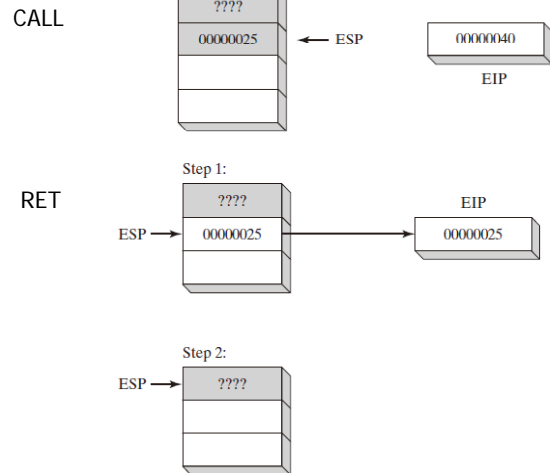 ????
CALL
00000025
ESP
00000040
EIP
Step 1:
RET
????
EIP
ESP
00000025
00000025
Step 2:
ESP
????